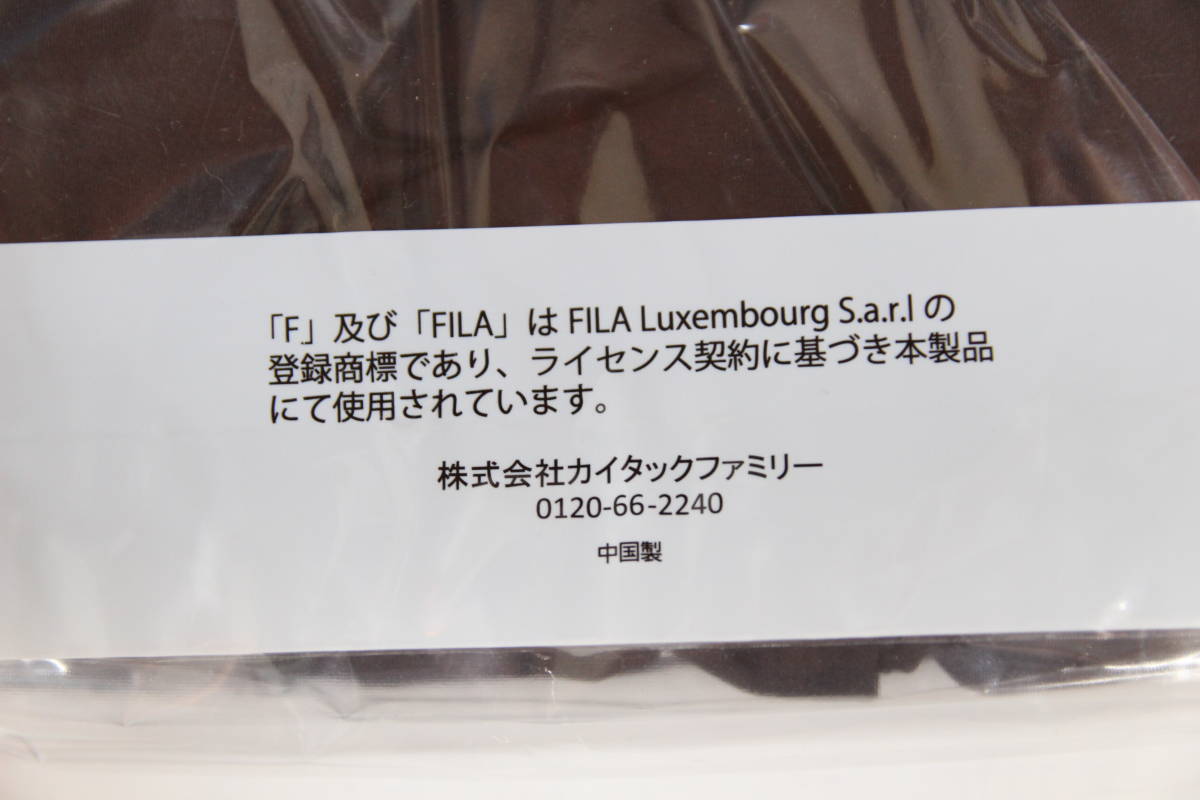 「F」及び「FILA」は FILA Luxembourg S.a.r.l の
登録商標であり、ライセンス契約に基づき本製品
にて使用されています。
株式会社カイタックファミリー
0120-66-2240
中国製